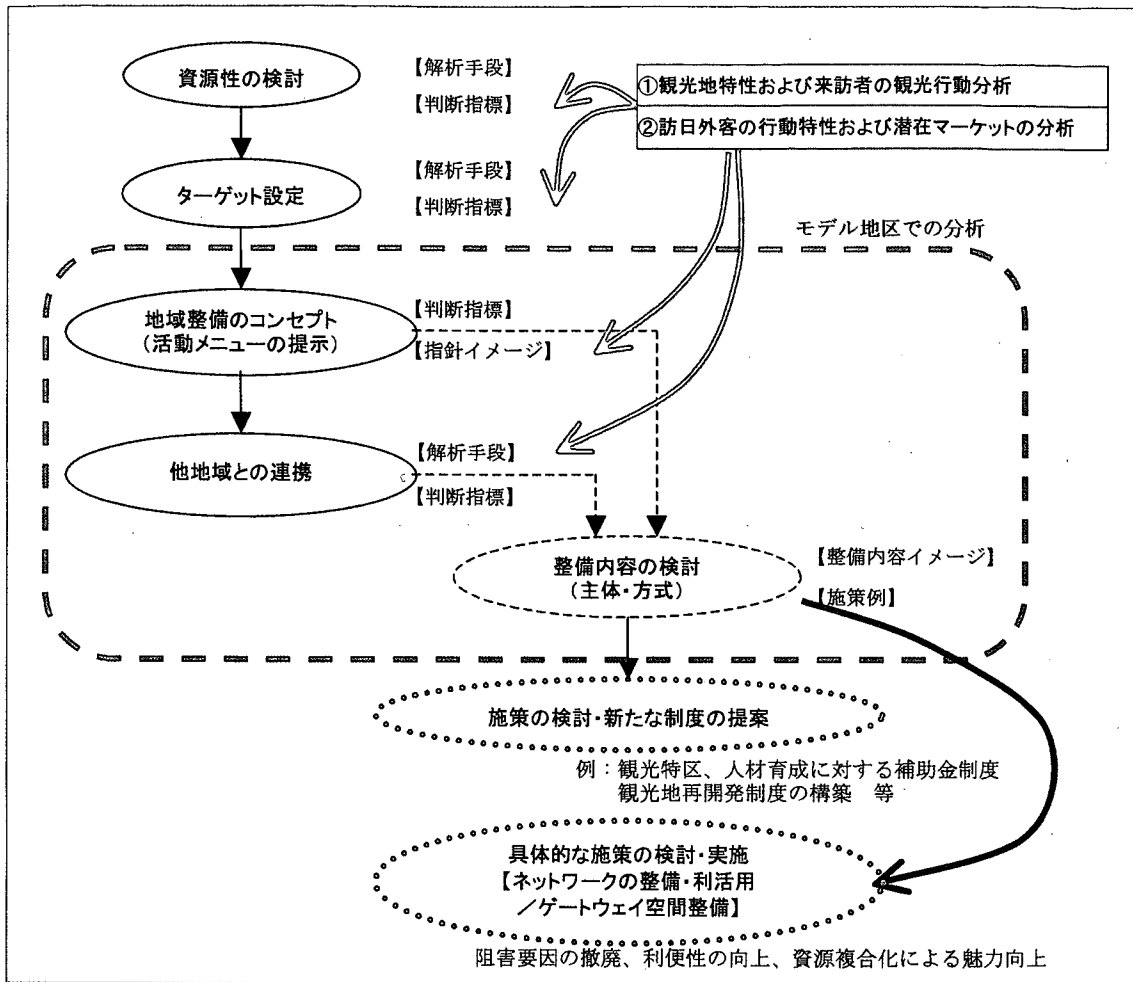 資源性の検討
【解析手段】
【判断指標】
①観光地特性および来訪者の観光行動分析
②訪日外客の行動特性および潜在マーケットの分析
ターゲット設定
【解析手段】
【判断指標】
モデル地区での分析
地域整備のコンセプト
(活動メニューの提示)
【判断指標】
【指針イメージ】
他地域との連携
【解析手段】
【判断指標】
整備内容の検討
(主体・方式)
【整備内容イメージ】
【施策例】
施策の検討・新たな制度の提案
例：観光特区、人材育成に対する補助金制度
観光地再開発制度の構築　等
具体的な施策の検討・実施
【ネットワークの整備・利活用
／ゲートウェイ空間整備】
阻害要因の撤廃、利便性の向上、資源複合化による魅力向上